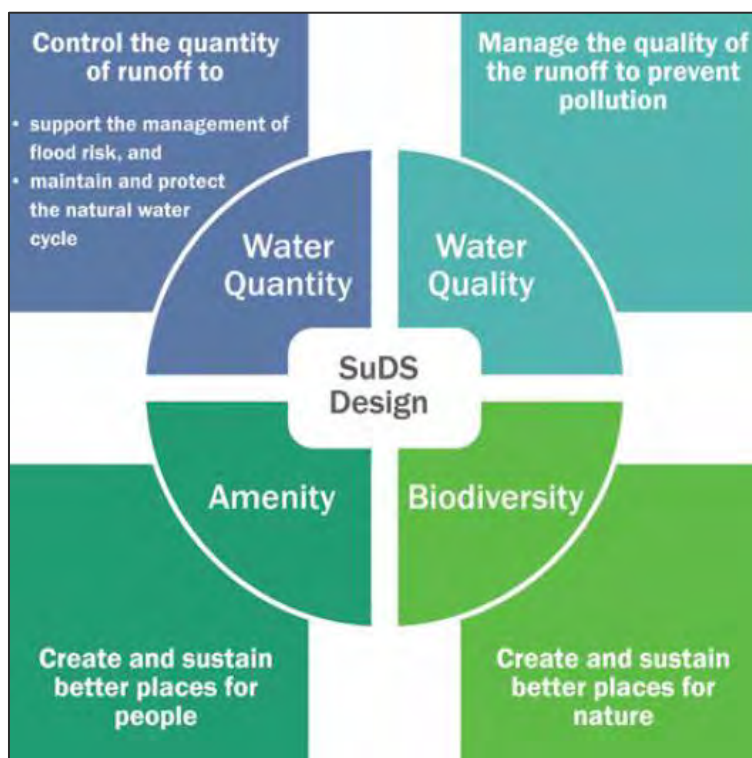 Control the quantity
of runoff to
• support the management of
flood risk, and
• maintain and protect
the natural water
cycle
Manage the quality of
the runoff to prevent
pollution
Water
Quantity
Water
Quality
SuDS
Design
Amenity
Biodiversity
Create and sustain
better places for
people
Create and sustain
better places for
nature